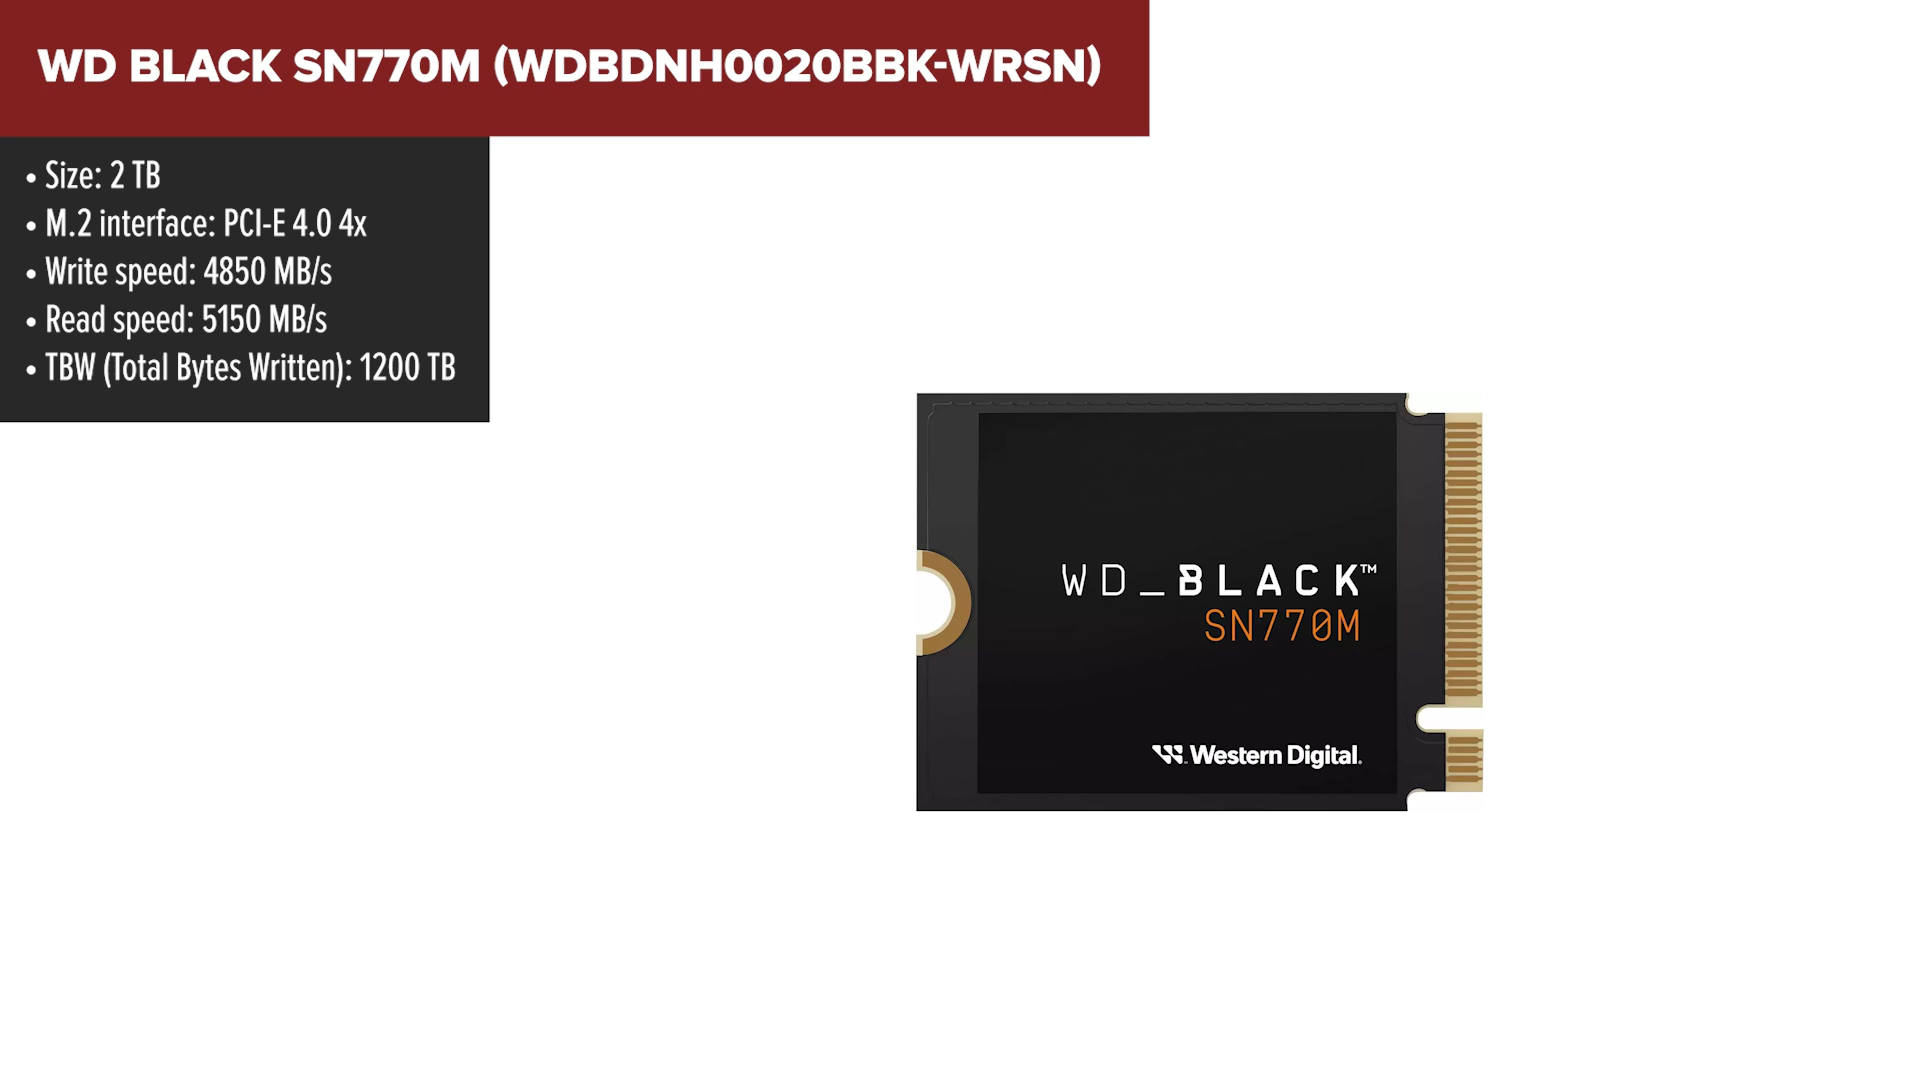 WD BLACK SN770M (WDBDNH0020BBK-WRSN)
• Size: 2 TB
• M.2 interface: PCI-E 4.0 4x
• Write speed: 4850 MB/s
• Read speed: 5150 MB/s
• TBW (Total Bytes Written): 1200 TB
WD_BLACK™
SN770M
Western Digital.